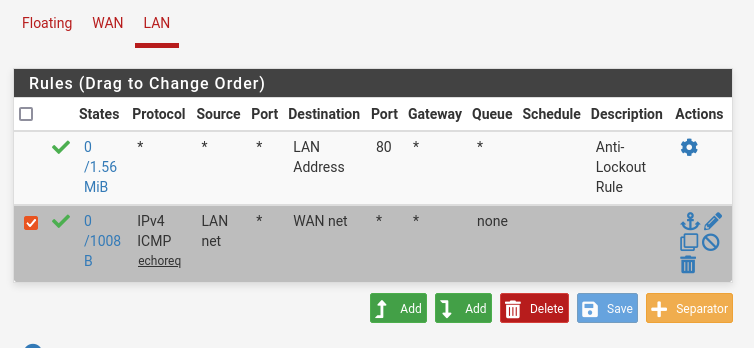 Floating WAN LAN
Rules (Drag to Change Order)
States Protocol Source Port Destination Port Gateway Queue Schedule Description Actions
0 * * * LAN 80 * * Anti-
/1.56 Address Lockout
MiB Rule
0 IPv4 LAN * WAN net * * none
/1008 ICMP net
B echoreq
Add Add Delete Save Separator